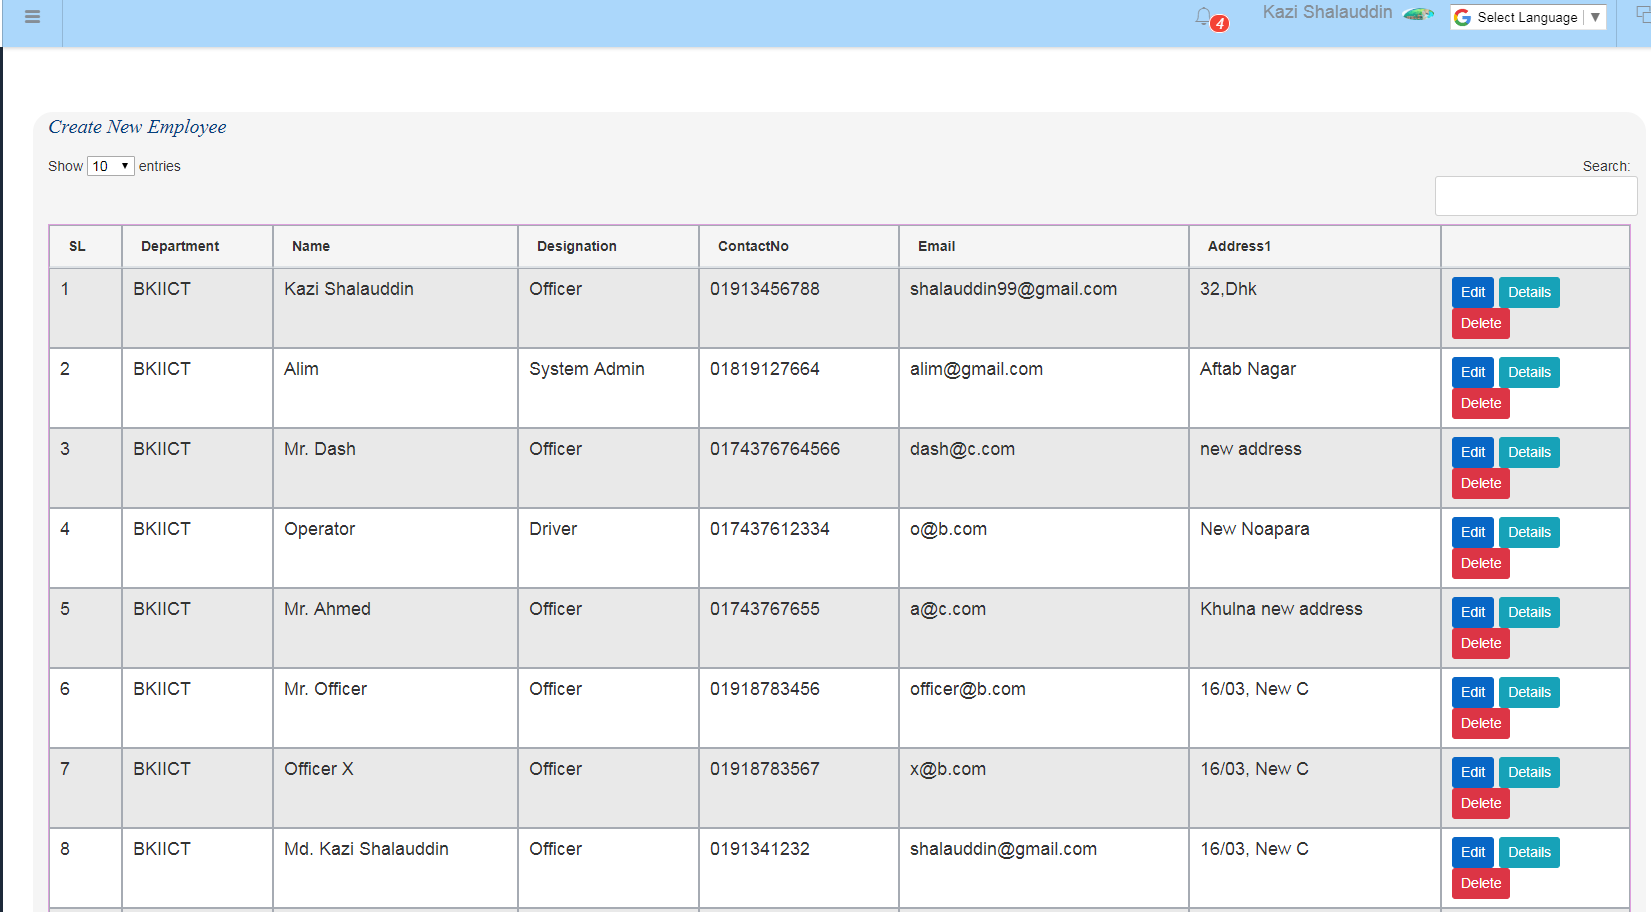 4 Kazi Shalauddin Select Language ▼
Create New Employee
Show 10 entries Search:
SL Department Name Designation ContactNo Email Address1
1 BKIICT Kazi Shalauddin Officer 01913456788 shalauddin99@gmail.com 32,Dhk Edit Details
Delete
2 BKIICT Alim System Admin 01819127664 alim@gmail.com Aftab Nagar Edit Details
Delete
3 BKIICT Mr. Dash Officer 0174376764566 dash@c.com new address Edit Details
Delete
4 BKIICT Operator Driver 017437612334 o@b.com New Noapara Edit Details
Delete
5 BKIICT Mr. Ahmed Officer 01743767655 a@c.com Khulna new address Edit Details
Delete
6 BKIICT Mr. Officer Officer 01918783456 officer@b.com 16/03, New C Edit Details
Delete
7 BKIICT Officer X Officer 01918783567 x@b.com 16/03, New C Edit Details
Delete
8 BKIICT Md. Kazi Shalauddin Officer 0191341232 shalauddin@gmail.com 16/03, New C Edit Details
Delete